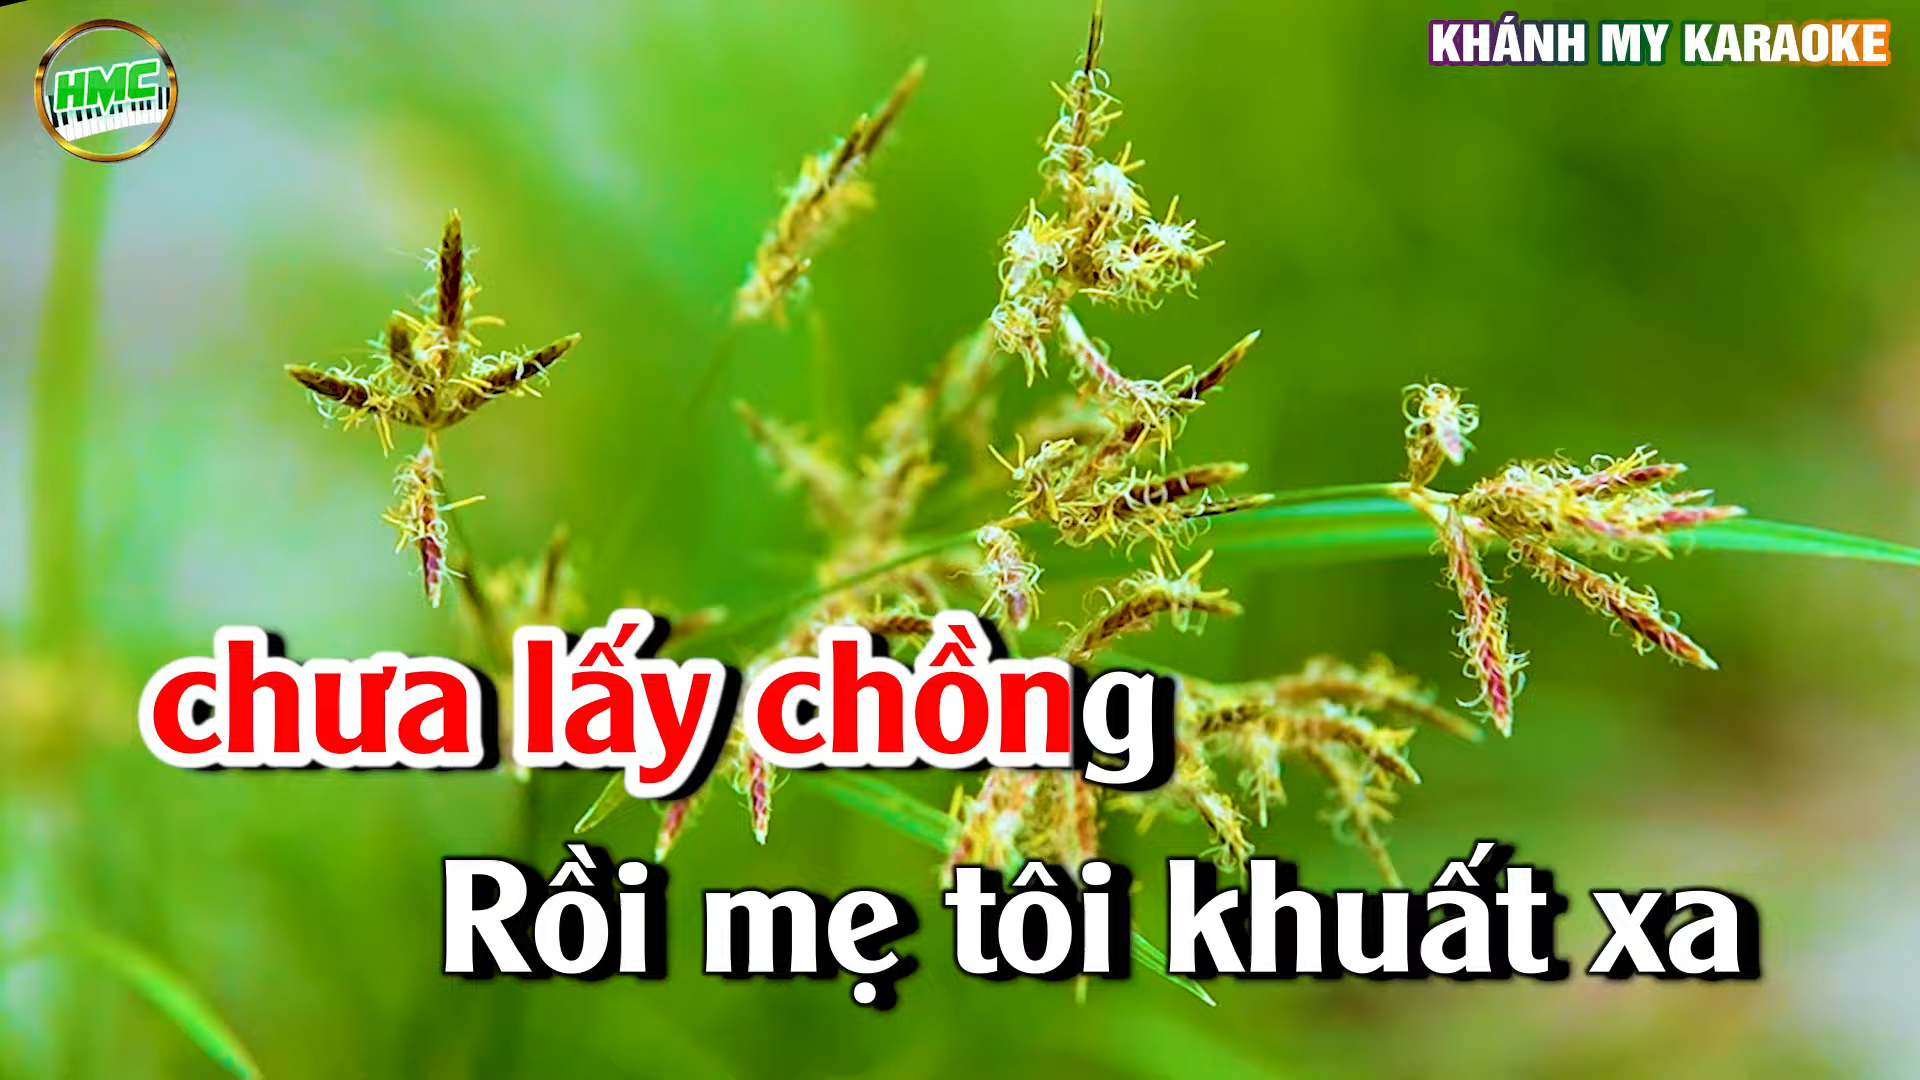 HMC
KHÁNH MY KARAOKE
chưa lấy chồng
Rồi mẹ tôi khuất xa